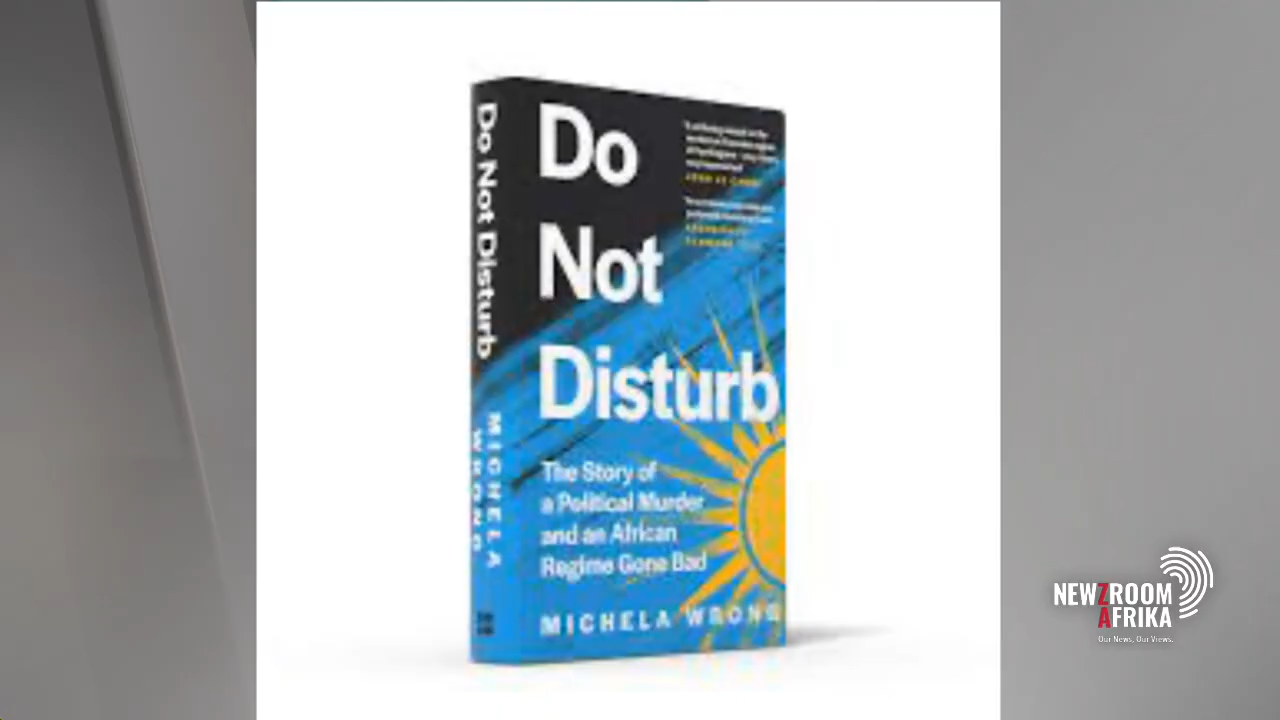 Do Not Disturb
MICHELA
WRONG
Do
Not
Disturb
The Story of
a Political Murder
and an African
Regime Gone Bad
MICHELA WRONG
NEWZROOM
AFRIKA
Our News, Our Views.